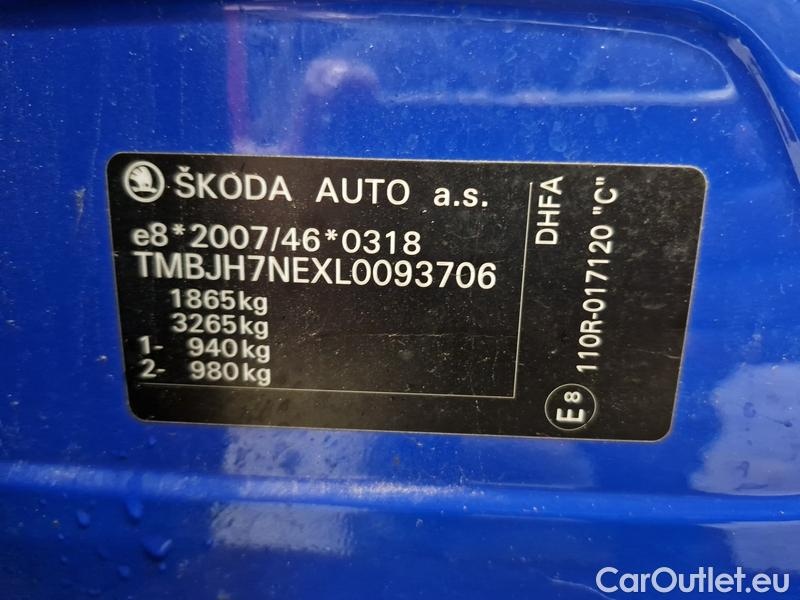 ŠKODA AUTO a.s.
e8*2007/46*0318
TMBJH7NEXL0093706
1865kg
3265kg
1- 940kg
2- 980kg
DHFA
110R-017120 "C"
E8
CarOutlet.eu